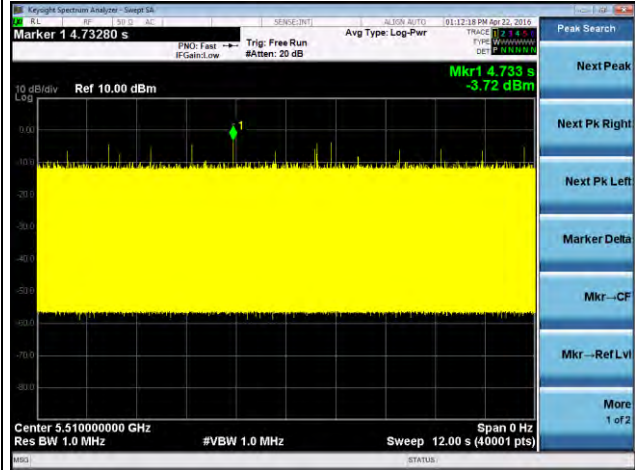 Keysight Spectrum Analyzer - Swept SA
RL RF 50 Ω AC SENSE:INT ALIGN AUTO 01:12:18 PM Apr 22, 2016
Marker 1 4.73280 s
PNO: Fast
IFGain:Low
Trig: Free Run
#Atten: 20 dB
Avg Type: Log-Pwr
TRACE 1 2 3 4 5 6
TYPE WWWWWW
DET P N N N N N
Peak Search
Mkr1 4.733 s
-3.72 dBm
10 dB/div
Log
Ref 10.00 dBm
1
0.00
-10.0
-20.0
-30.0
-40.0
-50.0
-60.0
-70.0
-80.0
Next Peak
Next Pk Right
Next Pk Left
Marker Delta
Mkr→CF
Mkr→Ref Lvl
More
1 of 2
Center 5.510000000 GHz
Span 0 Hz
Res BW 1.0 MHz
#VBW 1.0 MHz
Sweep 12.00 s (40001 pts)
MSG
STATUS